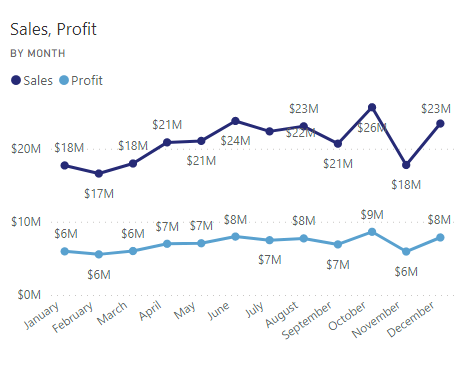 Sales, Profit
BY MONTH
Sales Profit
$23M $23M
$21M
$18M $18M $24M $22M $26M
$20M
$17M $21M $21M $18M
$10M
$6M $6M $7M $7M $8M $8M $9M $8M
$6M $7M $7M $6M
$0M
January February March April May June July August September October November December